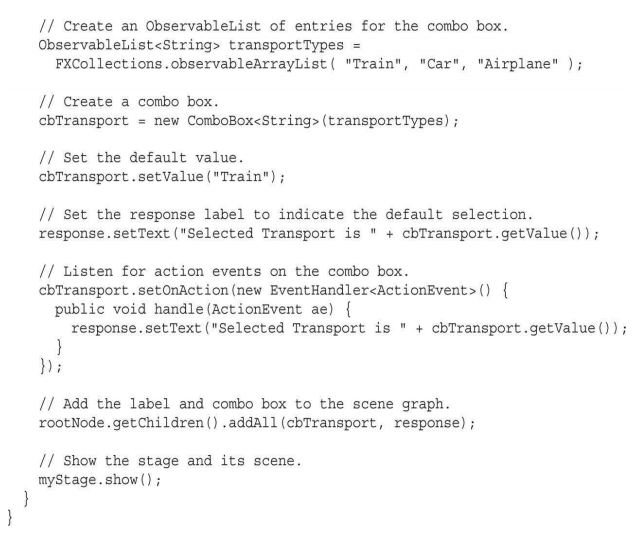 // Create an ObservableList of entries for the combo box.
ObservableList<String> transportTypes =
FXCollections.observableArrayList( "Train", "Car", "Airplane" );
// Create a combo box.
cbTransport = new ComboBox<String>(transportTypes);
// Set the default value.
cbTransport.setValue("Train");
// Set the response label to indicate the default selection.
response.setText("Selected Transport is " + cbTransport.getValue());
// Listen for action events on the combo box.
cbTransport.setOnAction(new EventHandler<ActionEvent>() {
public void handle(ActionEvent ae) {
response.setText("Selected Transport is " + cbTransport.getValue());
}
});
// Add the label and combo box to the scene graph.
rootNode.getChildren().addAll(cbTransport, response);
// Show the stage and its scene.
myStage.show();
}
}